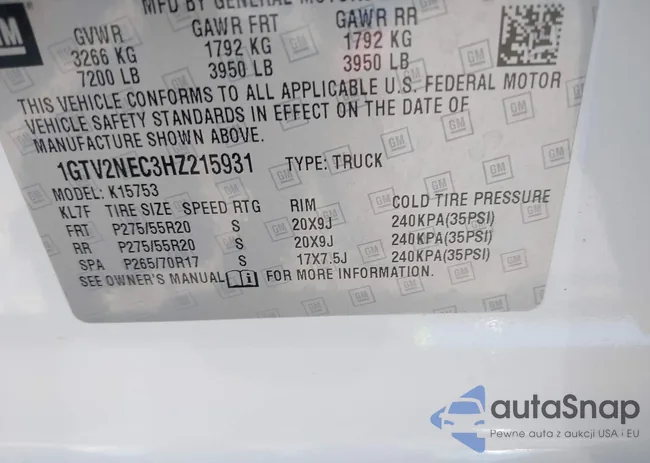 MFD BY GENERAL MOTORS
GM
GVWR GAWR FRT GAWR RR
3266 KG 1792 KG 1792 KG
7200 LB 3950 LB 3950 LB
THIS VEHICLE CONFORMS TO ALL APPLICABLE U.S. FEDERAL MOTOR
VEHICLE SAFETY STANDARDS IN EFFECT ON THE DATE OF
MANUFACTURE SHOWN ABOVE.
1GTV2NEC3HZ215931 TYPE: TRUCK
MODEL: K15753
KL7F TIRE SIZE SPEED RTG RIM COLD TIRE PRESSURE
FRT P275/55R20 S 20X9J 240KPA(35PSI)
RR P275/55R20 S 20X9J 240KPA(35PSI)
SPA P265/70R17 S 17X7.5J 240KPA(35PSI)
SEE OWNER'S MANUAL FOR MORE INFORMATION.
autoSnap
Pewne auta z aukcji USA i EU